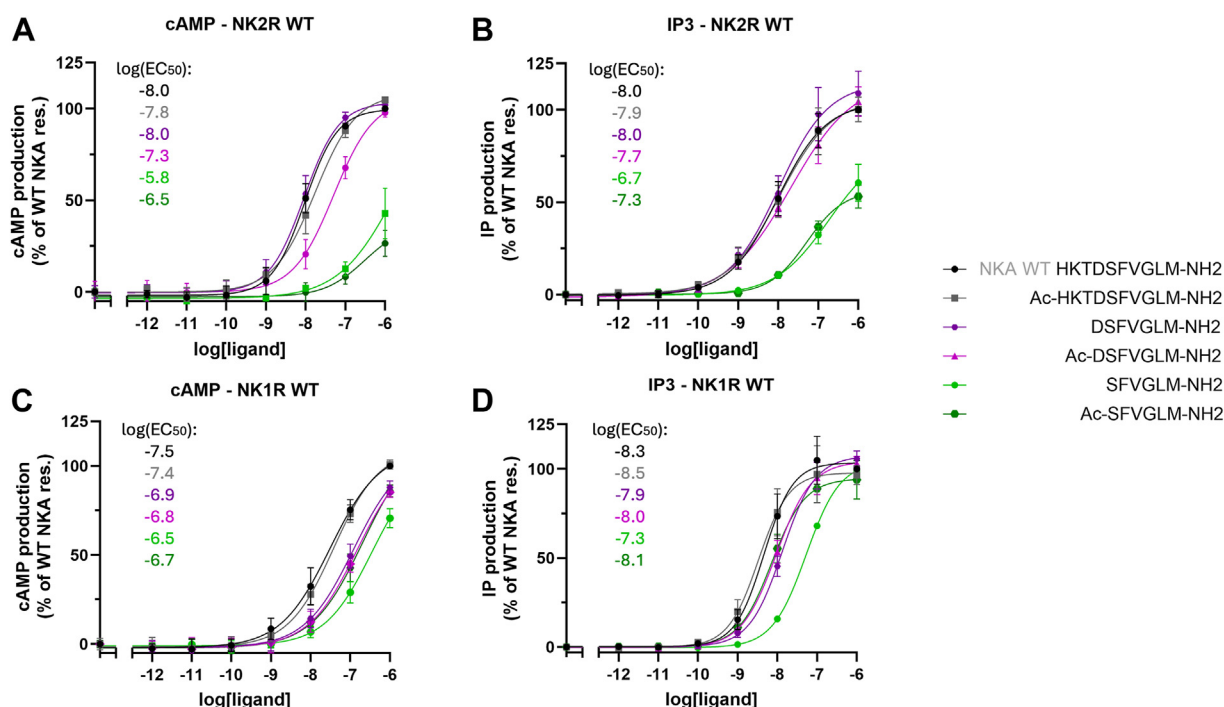 A
cAMP - NK2R WT
cAMP production
(% of WT NKA res.)
125
100
75
50
25
0
log(EC50):
-8.0
-7.8
-8.0
-7.3
-5.8
-6.5
-12 -11 -10 -9 -8 -7 -6
log[ligand]
B
IP3 - NK2R WT
IP production
(% of WT NKA res.)
125
100
75
50
25
0
log(EC50):
-8.0
-7.9
-8.0
-7.7
-6.7
-7.3
-12 -11 -10 -9 -8 -7 -6
log[ligand]
NKA WT HKTDSFVGLM-NH2
Ac-HKTDSFVGLM-NH2
DSFVGLM-NH2
Ac-DSFVGLM-NH2
SFVGLM-NH2
Ac-SFVGLM-NH2
C
cAMP - NK1R WT
cAMP production
(% of WT NKA res.)
125
100
75
50
25
0
log(EC50):
-7.5
-7.4
-6.9
-6.8
-6.5
-6.7
-12 -11 -10 -9 -8 -7 -6
log[ligand]
D
IP3 - NK1R WT
IP production
(% of WT NKA res.)
125
100
75
50
25
0
log(EC50):
-8.3
-8.5
-7.9
-8.0
-7.3
-8.1
-12 -11 -10 -9 -8 -7 -6
log[ligand]